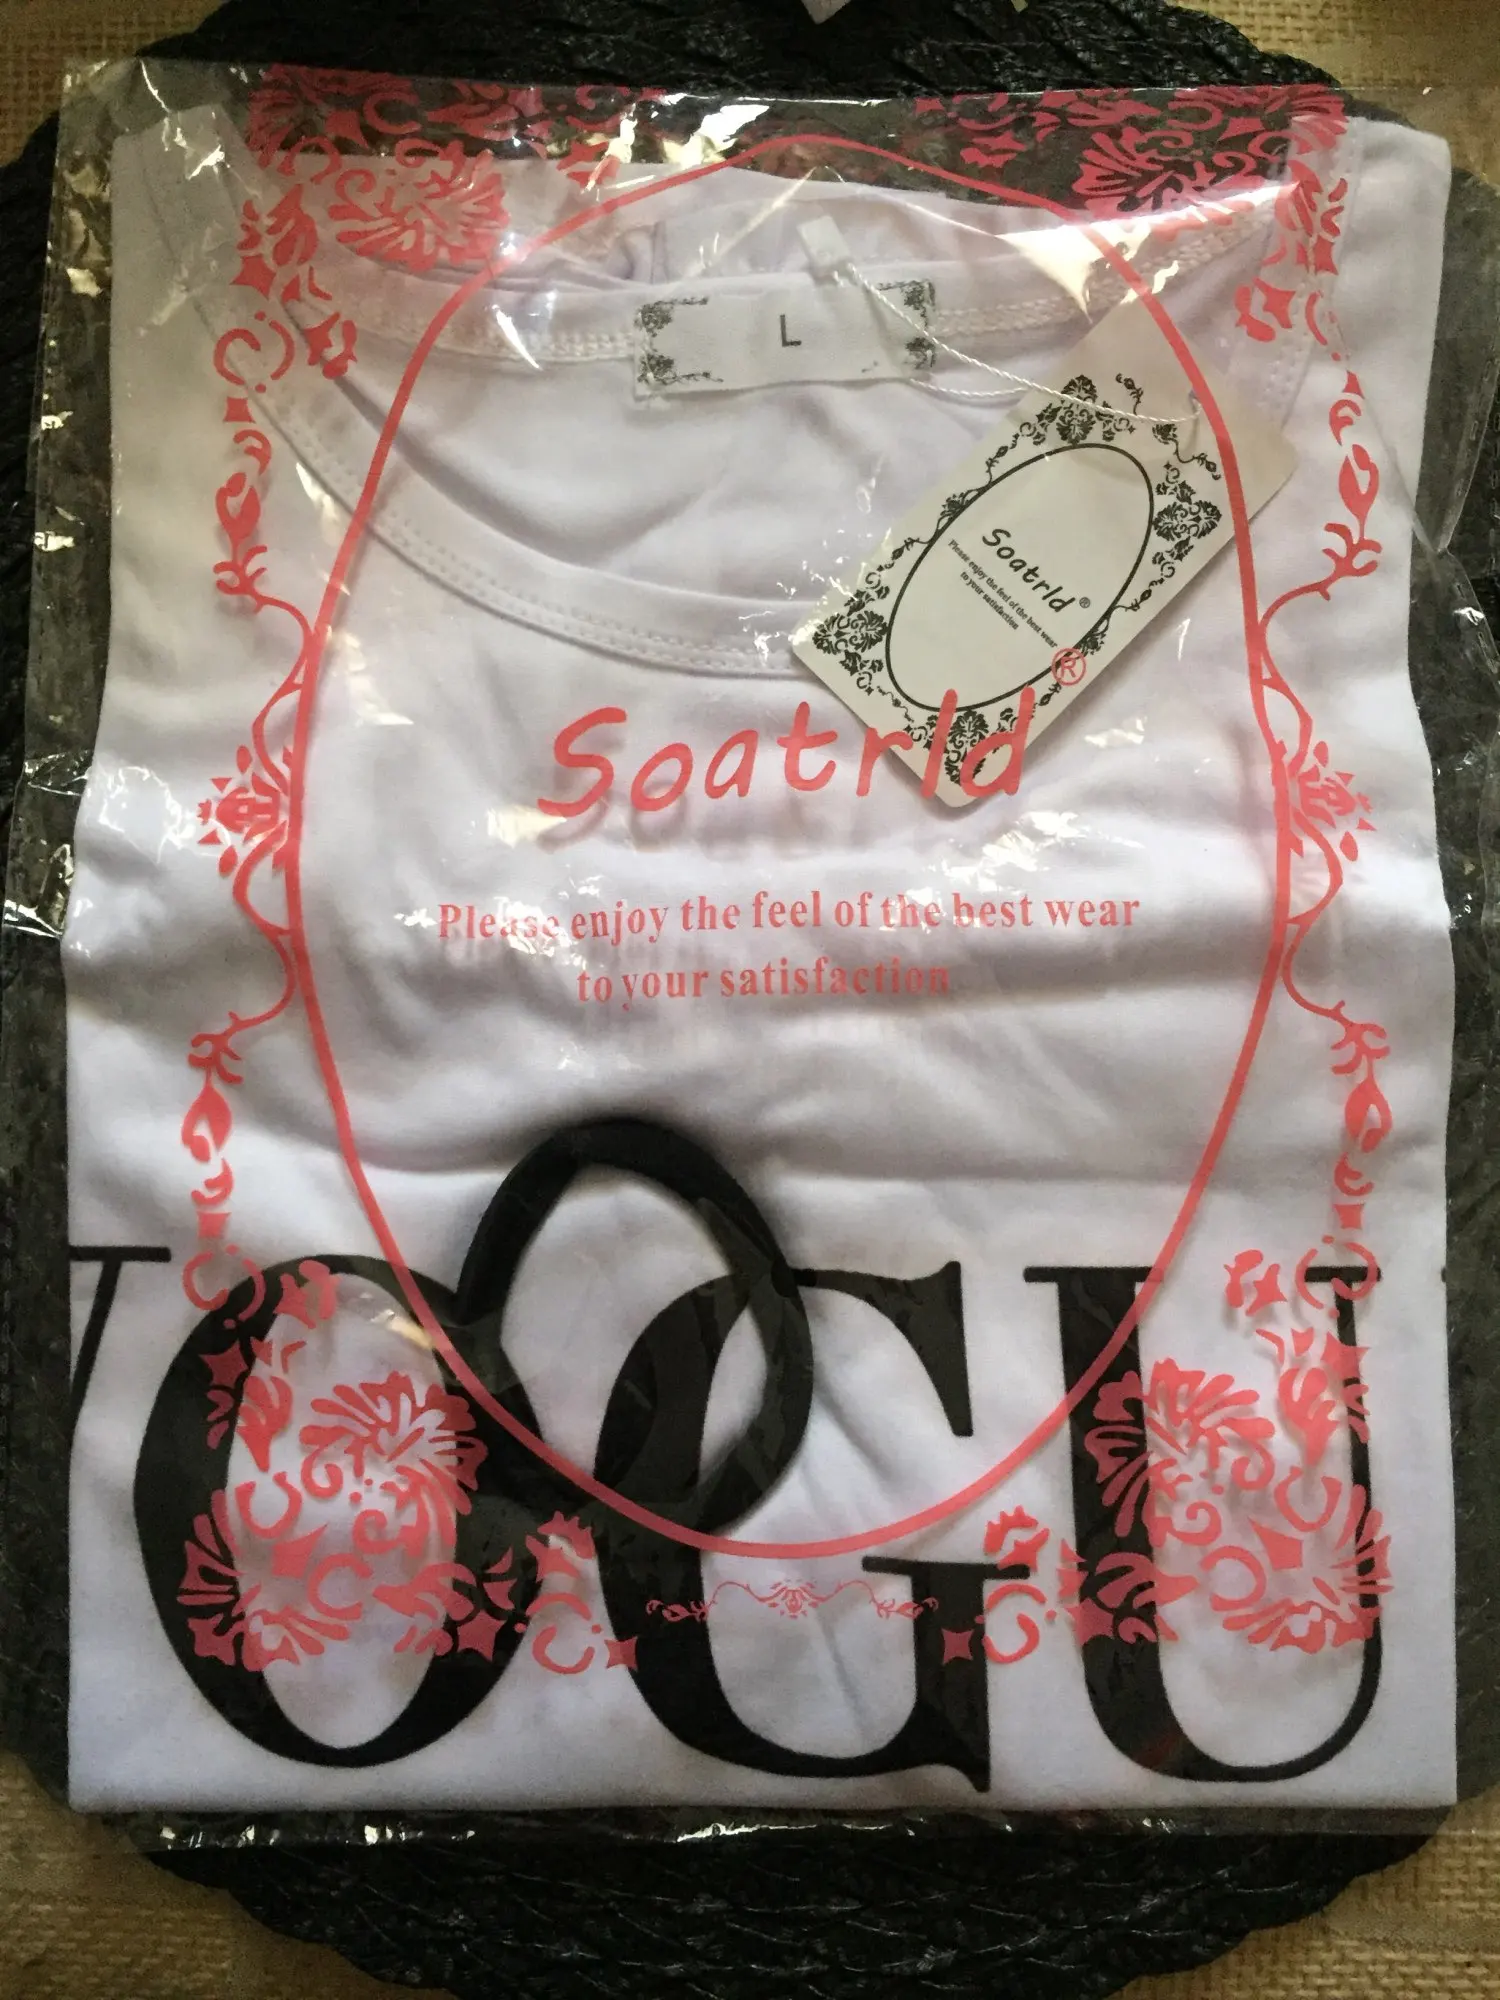 L
Soatrld®
Please enjoy the feel of the best wear
to your satisfaction
Soatrld®
Please enjoy the feel of the best wear
to your satisfaction
VOGU